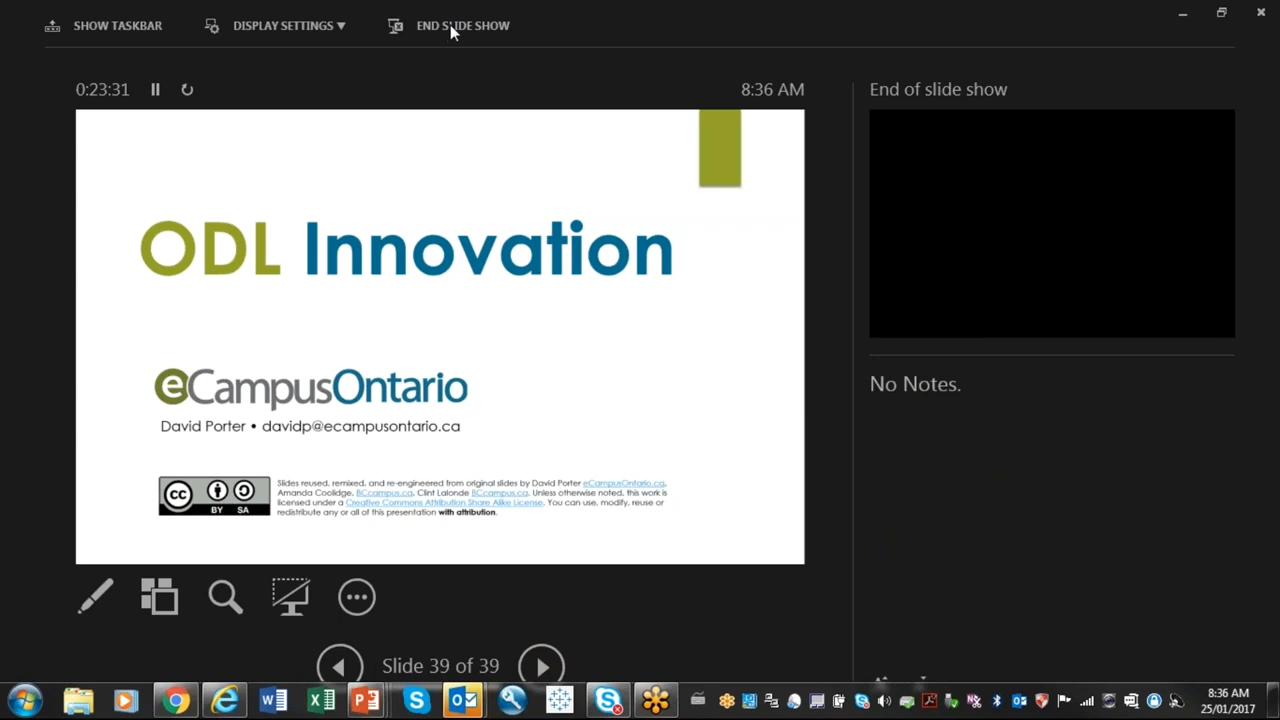 SHOW TASKBAR DISPLAY SETTINGS ▼ END SLIDE SHOW
0:23:31 8:36 AM
End of slide show
ODL Innovation
eCampusOntario
David Porter • davidp@ecampusontario.ca
cc BY SA
Slides reused, remixed, and re-engineered from original slides by David Porter eCampusOntario.ca,
Amanda Coolidge, BCcampus.ca, Clint Lalonde BCcampus.ca. Unless otherwise noted, this work is
licensed under a Creative Commons Attribution Share Alike License. You can use, modify, reuse or
redistribute any or all of this presentation with attribution.
No Notes.
Slide 39 of 39
8:36 AM
25/01/2017